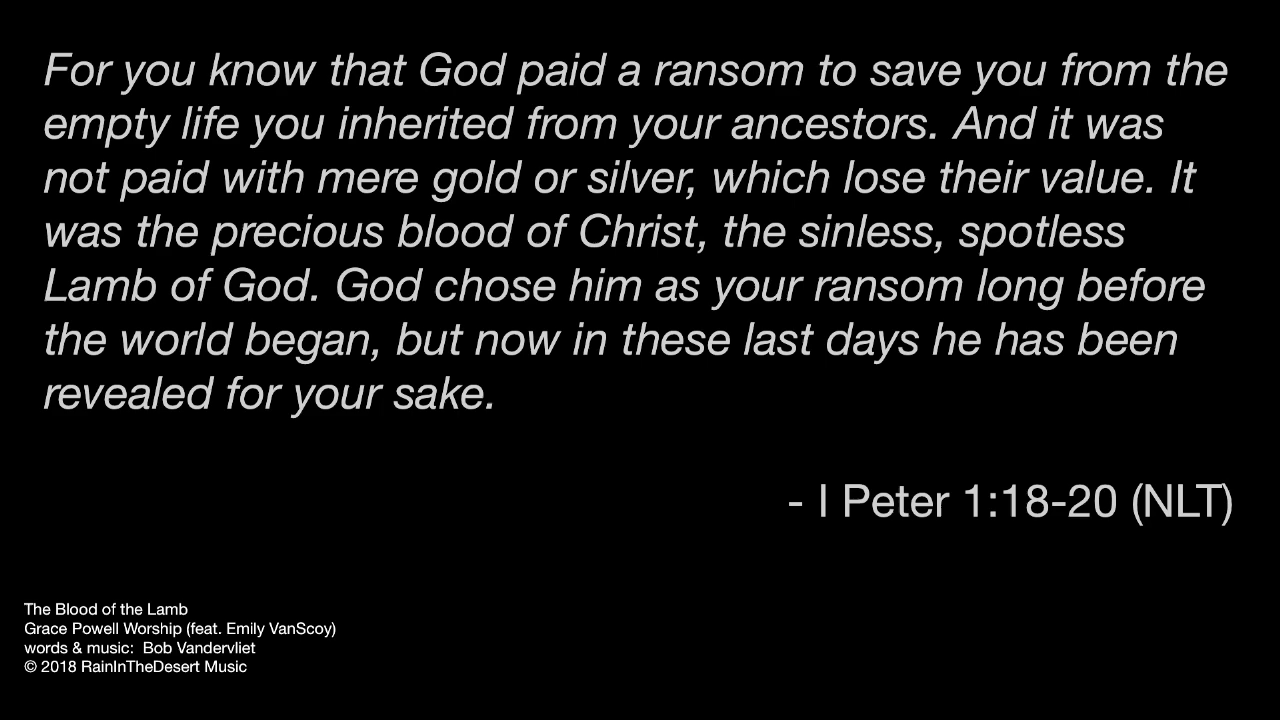 For you know that God paid a ransom to save you from the
empty life you inherited from your ancestors. And it was
not paid with mere gold or silver, which lose their value. It
was the precious blood of Christ, the sinless, spotless
Lamb of God. God chose him as your ransom long before
the world began, but now in these last days he has been
revealed for your sake.
- I Peter 1:18-20 (NLT)
The Blood of the Lamb
Grace Powell Worship (feat. Emily VanScoy)
words & music:  Bob Vandervliet
© 2018 RainInTheDesert Music